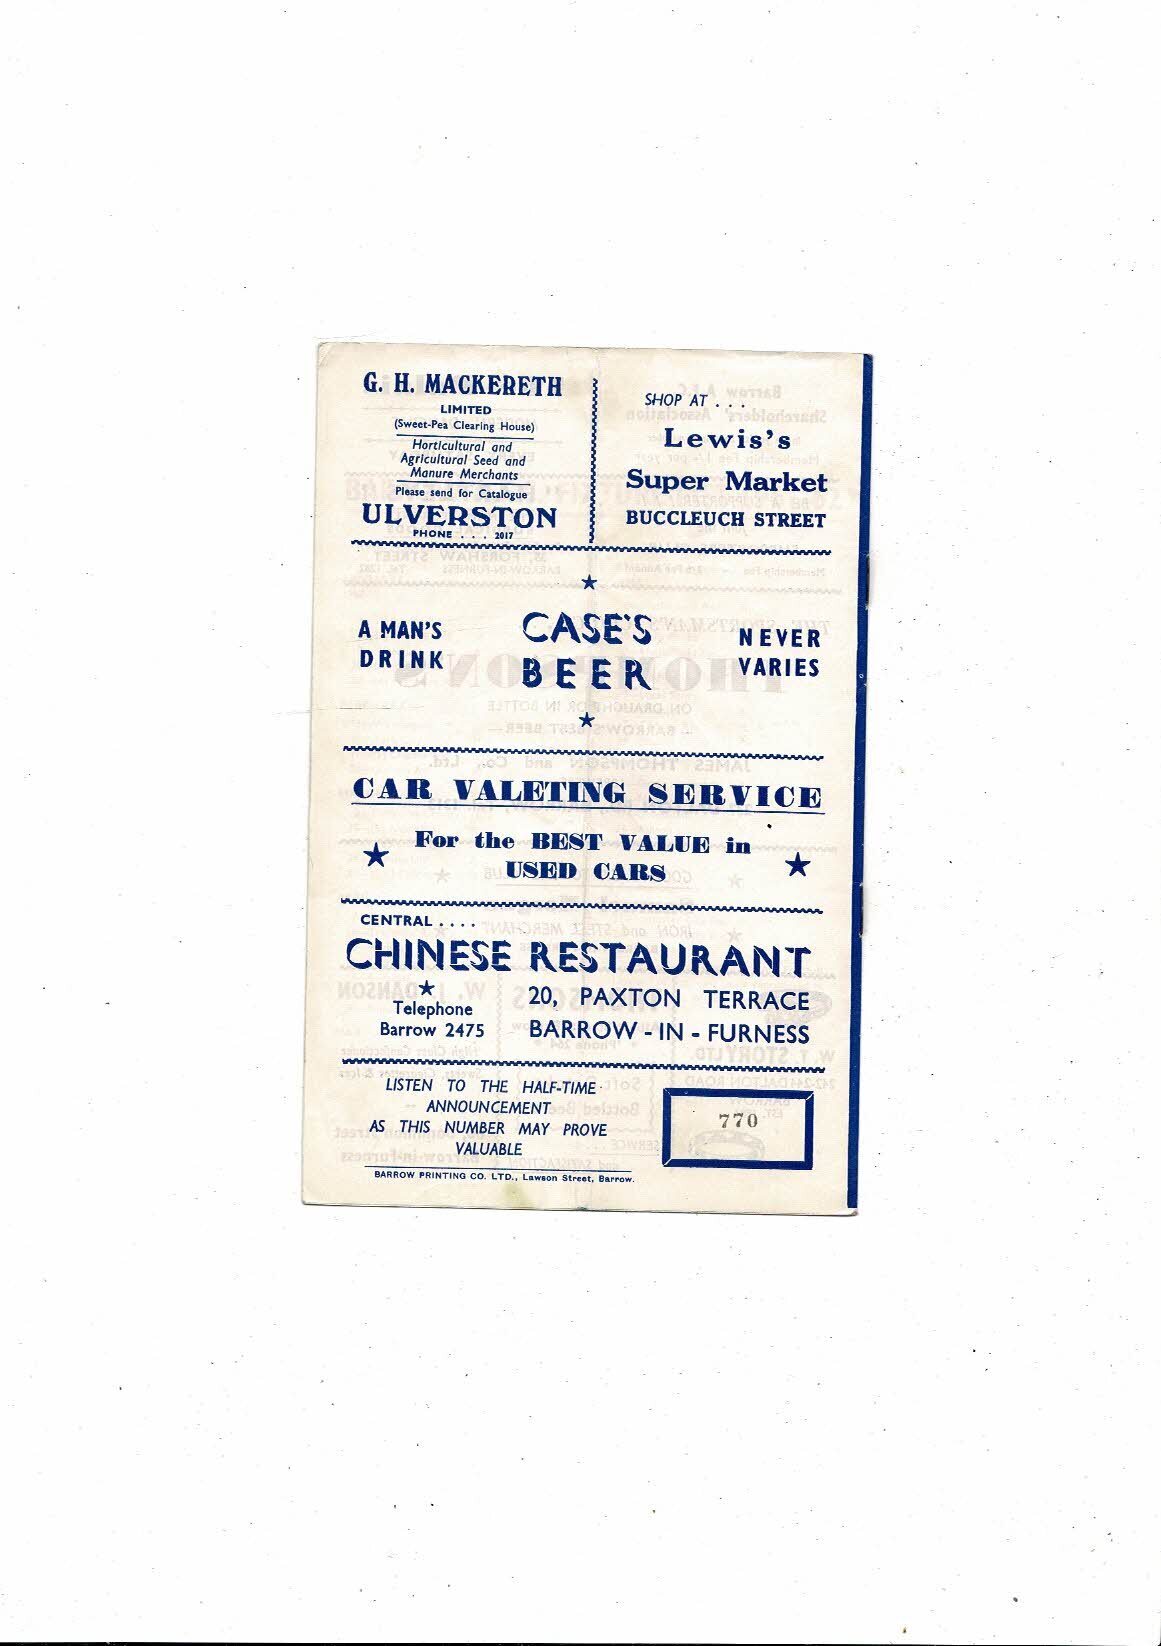 G. H. MACKERETH
LIMITED
(Sweet-Pea Clearing House)
Horticultural and
Agricultural Seed and
Manure Merchants
Please send for Catalogue
ULVERSTON
PHONE . . . 2017
SHOP AT . . .
Lewis's
Super Market
BUCCLEUCH STREET
A MAN'S
DRINK
CASE'S
BEER
NEVER
VARIES
CAR VALETING SERVICE
For the BEST VALUE in
USED CARS
CENTRAL . . . .
CHINESE RESTAURANT
Telephone
Barrow 2475
20, PAXTON TERRACE
BARROW - IN - FURNESS
LISTEN TO THE HALF-TIME
ANNOUNCEMENT
AS THIS NUMBER MAY PROVE
VALUABLE
770
BARROW PRINTING CO. LTD., Lawson Street, Barrow.